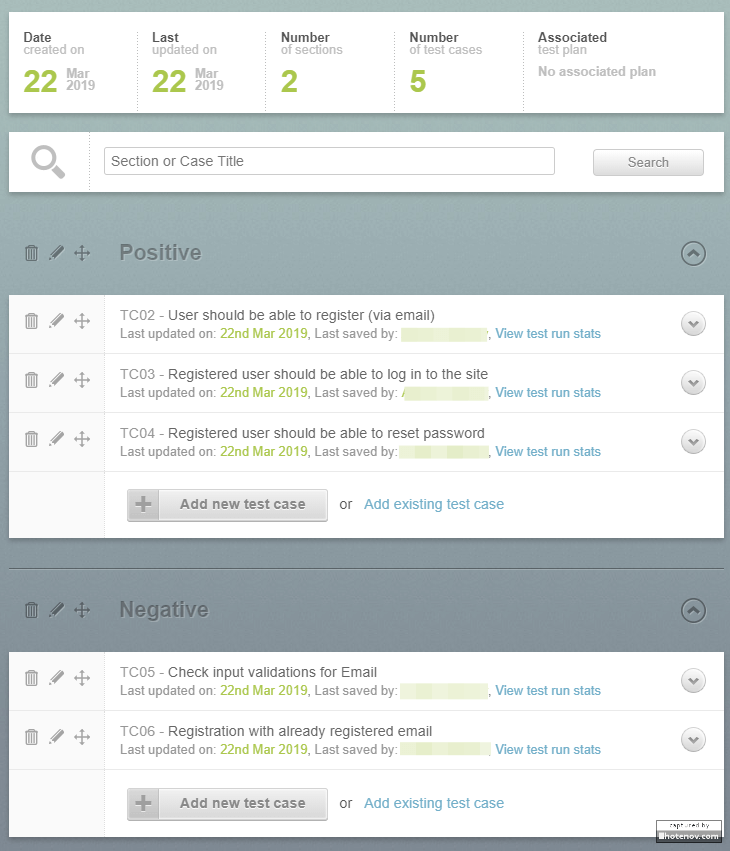 Date
created on
22 Mar 2019
Last
updated on
22 Mar 2019
Number
of sections
2
Number
of test cases
5
Associated
test plan
No associated plan
Section or Case Title
Search
Positive
TC02 - User should be able to register (via email)
Last updated on: 22nd Mar 2019, Last saved by: , View test run stats
TC03 - Registered user should be able to log in to the site
Last updated on: 22nd Mar 2019, Last saved by: , View test run stats
TC04 - Registered user should be able to reset password
Last updated on: 22nd Mar 2019, Last saved by: , View test run stats
Add new test case or Add existing test case
Negative
TC05 - Check input validations for Email
Last updated on: 22nd Mar 2019, Last saved by: , View test run stats
TC06 - Registration with already registered email
Last updated on: 22nd Mar 2019, Last saved by: View test run stats
Add new test case or Add existing test case
captured by
hotenov.com